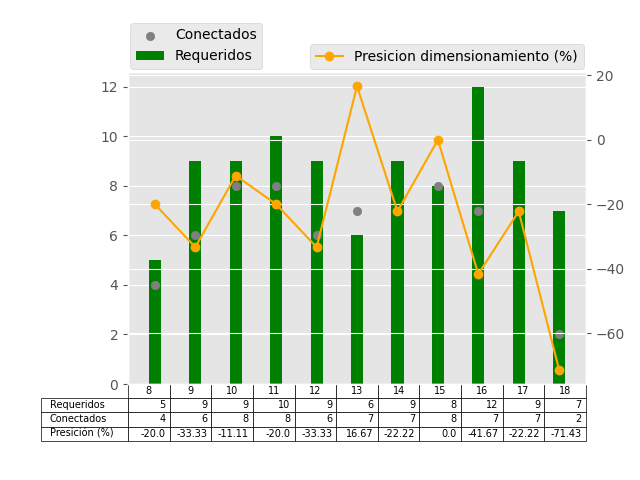 Conectados
Requeridos
Presicion dimensionamiento (%)
12
10
8
6
4
2
0
20
0
−20
−40
−60
8 9 10 11 12 13 14 15 16 17 18
Requeridos 5 9 9 10 9 6 9 8 12 9 7
Conectados 4 6 8 8 6 7 7 8 7 7 2
Presición (%) -20.0 -33.33 -11.11 -20.0 -33.33 16.67 -22.22 0.0 -41.67 -22.22 -71.43